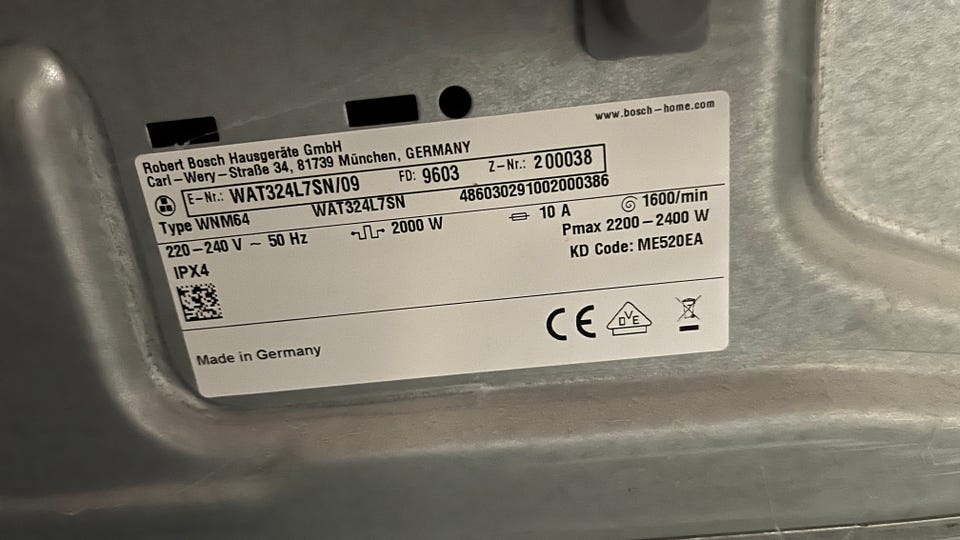 www.bosch-home.com
Robert Bosch Hausgeräte GmbH
Carl-Wery-Straße 34, 81739 München, GERMANY
E-Nr.: WAT324L7SN/09 FD: 9603 Z-Nr.: 200038
Type WNM64 WAT324L7SN 486030291002000386
220-240 V ~ 50 Hz 2000 W 10 A 1600/min
Pmax 2200-2400 W
IPX4 KD Code: ME520EA
CE DVE
Made in Germany